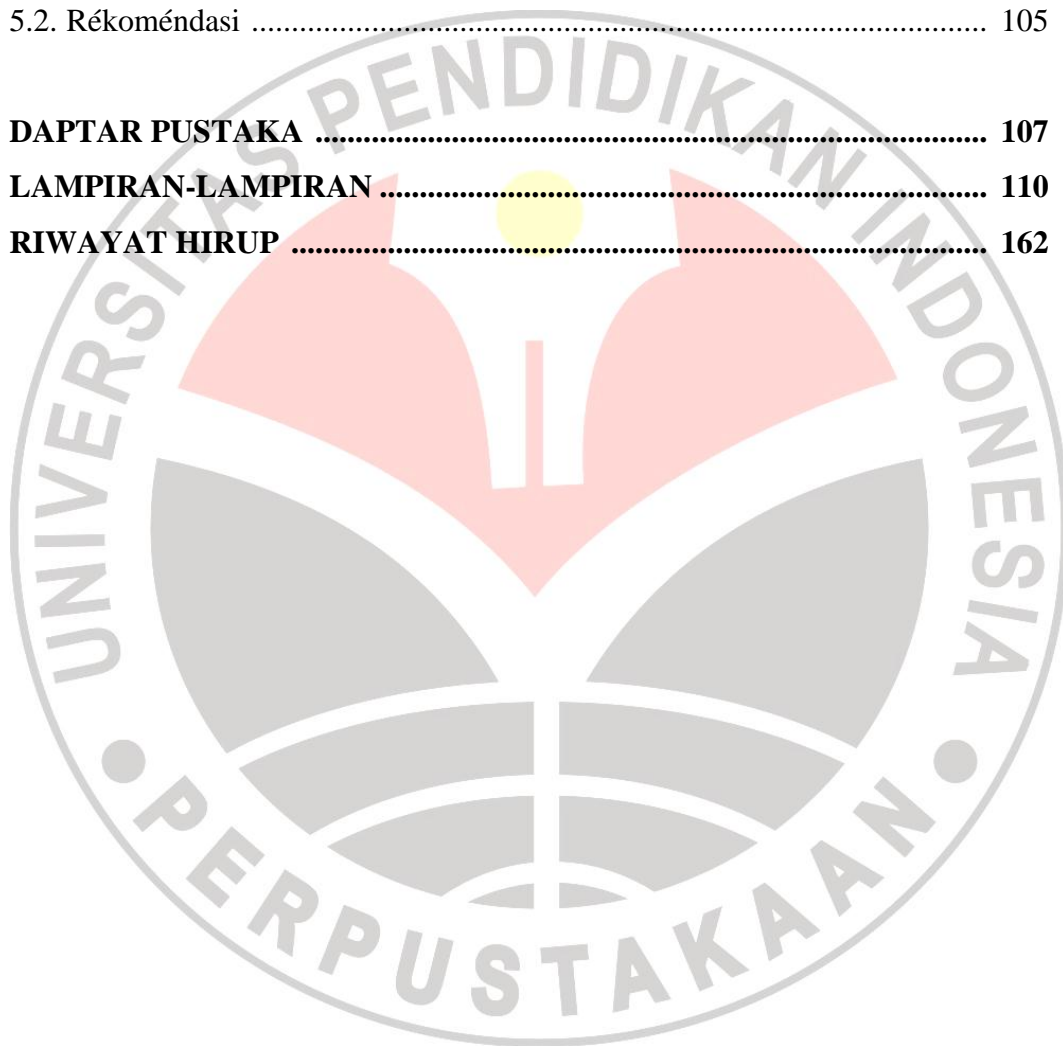 5.2. Rékoméndasi ........................................................................................ 105
DAPTAR PUSTAKA ................................................................................ 107
LAMPIRAN-LAMPIRAN ........................................................................ 110
RIWAYAT HIRUP ................................................................................... 162
UNIVERSITAS PENDIDIKAN INDONESIA
PERPUSTAKAAN